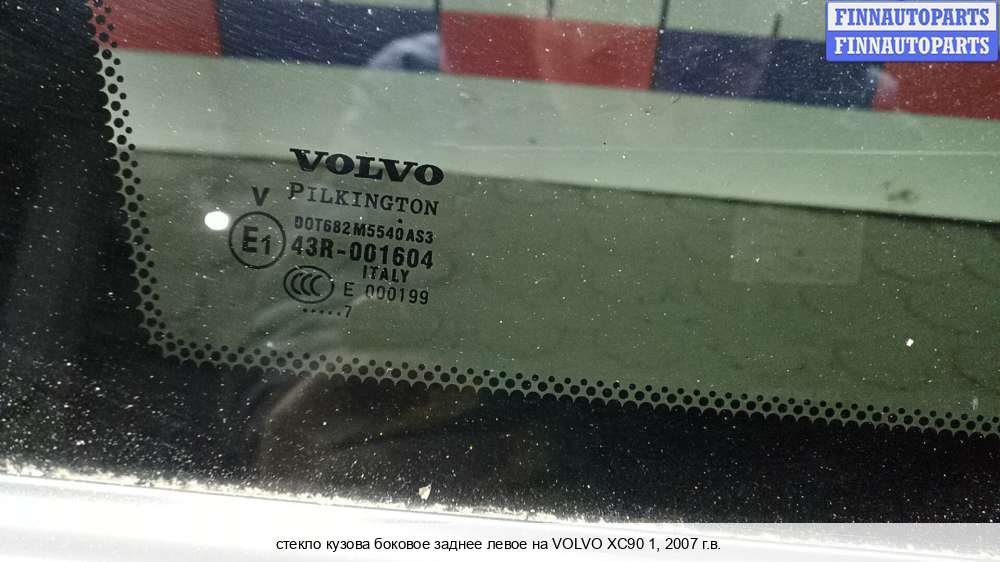 FINNAUTOPARTS
FINNAUTOPARTS
VOLVO
PILKINGTON
V
DOT682 M5540 AS3
E1
43R-001604
ITALY
CCC E 000199
.....7
стекло кузова боковое заднее левое на VOLVO XC90 1, 2007 г.в.